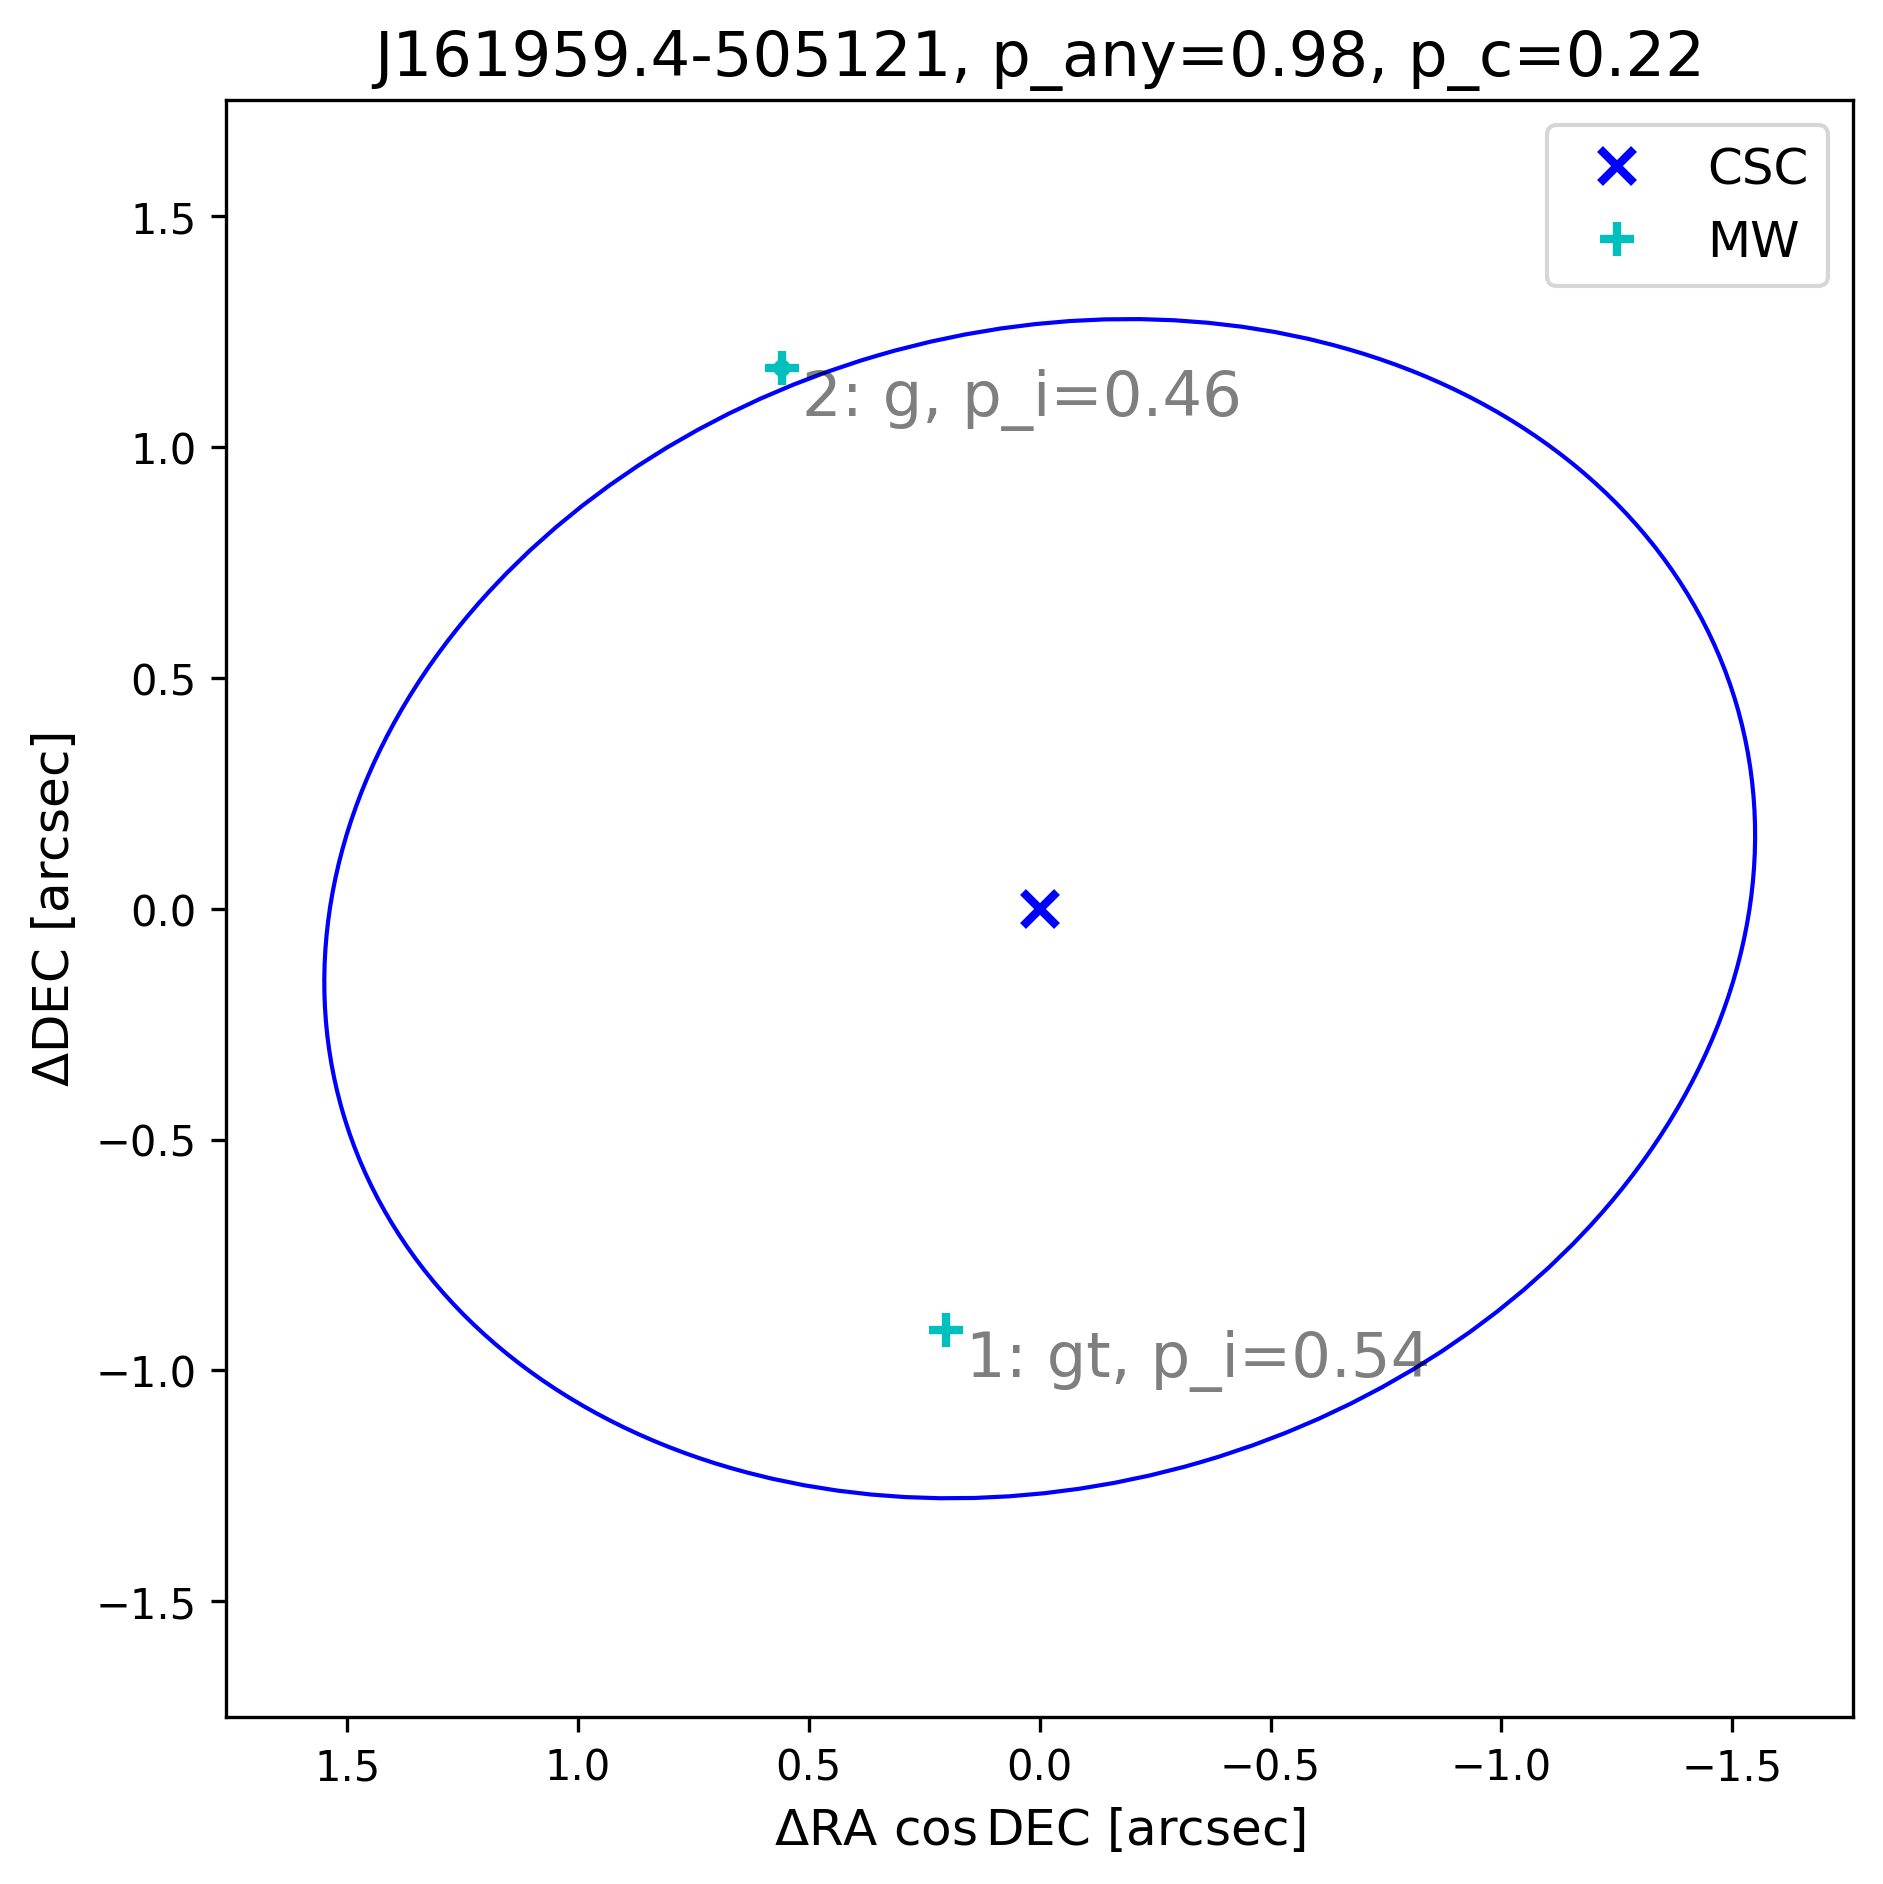 J161959.4-505121, p_any=0.98, p_c=0.22
CSC
MW
1.5
1.0
0.5
0.0
−0.5
−1.0
−1.5
ΔDEC [arcsec]
2: g, p_i=0.46
1: gt, p_i=0.54
1.5 1.0 0.5 0.0 −0.5 −1.0 −1.5
ΔRA cos DEC [arcsec]